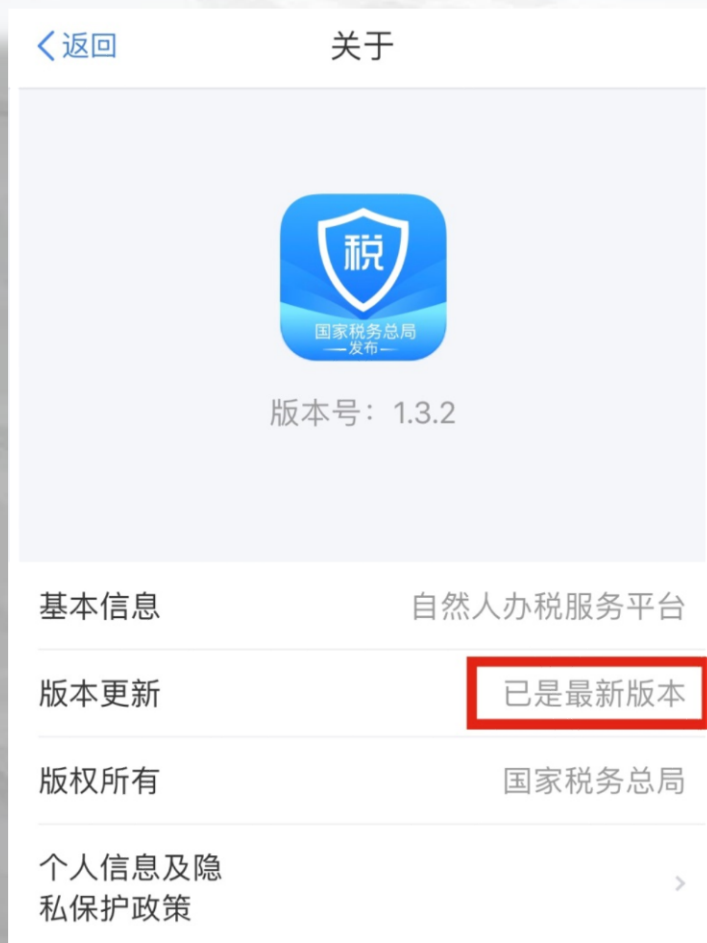 返回
关于
税
国家税务总局
发布
版本号：1.3.2
基本信息 自然人办税服务平台
版本更新 已是最新版本
版权所有 国家税务总局
个人信息及隐
私保护政策